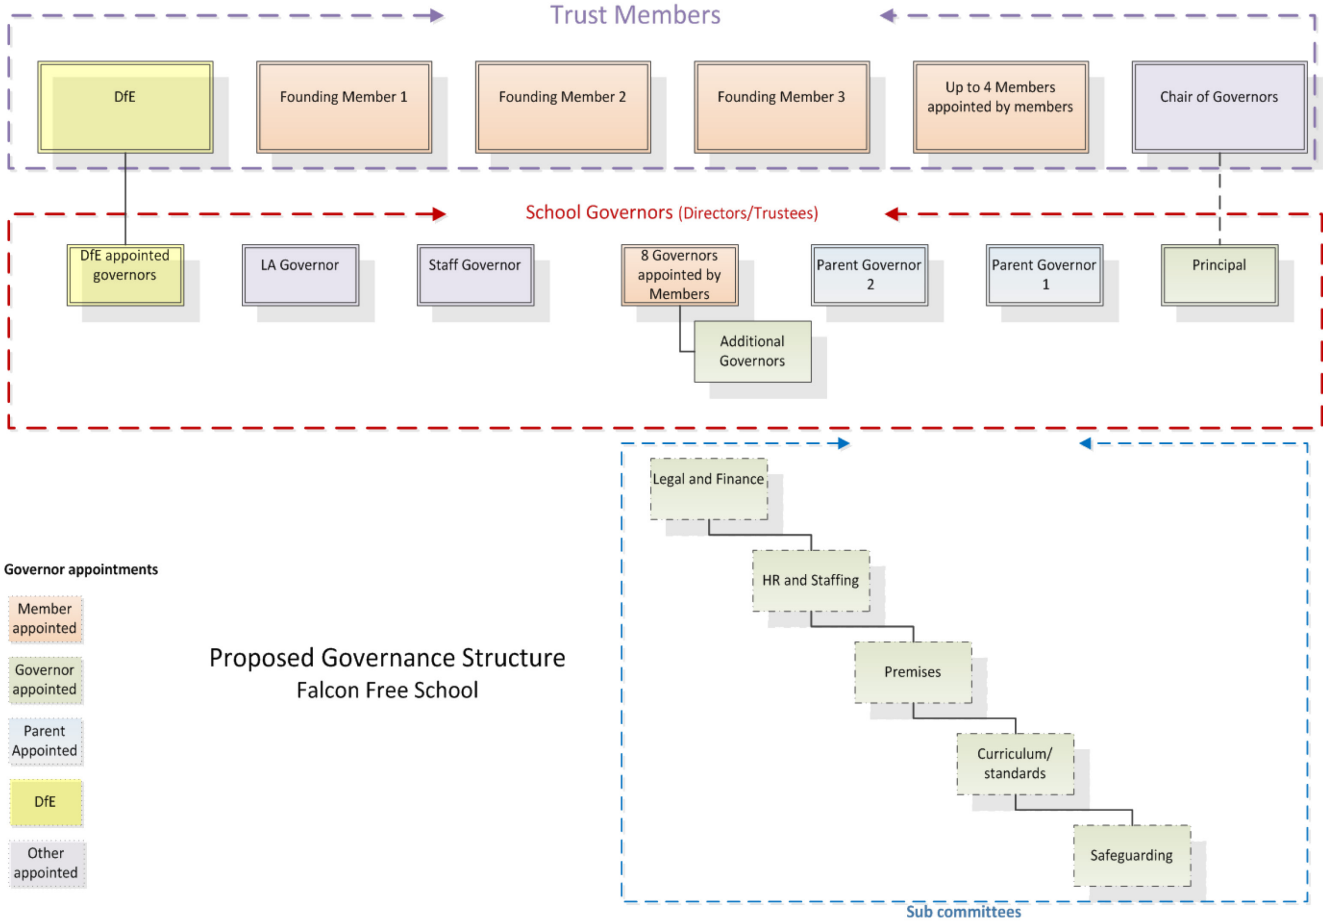 Trust Members
DfE
Founding Member 1
Founding Member 2
Founding Member 3
Up to 4 Members
appointed by members
Chair of Governors
School Governors (Directors/Trustees)
DfE appointed
governors
LA Governor
Staff Governor
8 Governors
appointed by
Members
Parent Governor
2
Parent Governor
1
Principal
Additional
Governors
Legal and Finance
HR and Staffing
Premises
Curriculum/
standards
Safeguarding
Sub committees
Governor appointments
Member
appointed
Governor
appointed
Parent
Appointed
DfE
Other
appointed
Proposed Governance Structure
Falcon Free School